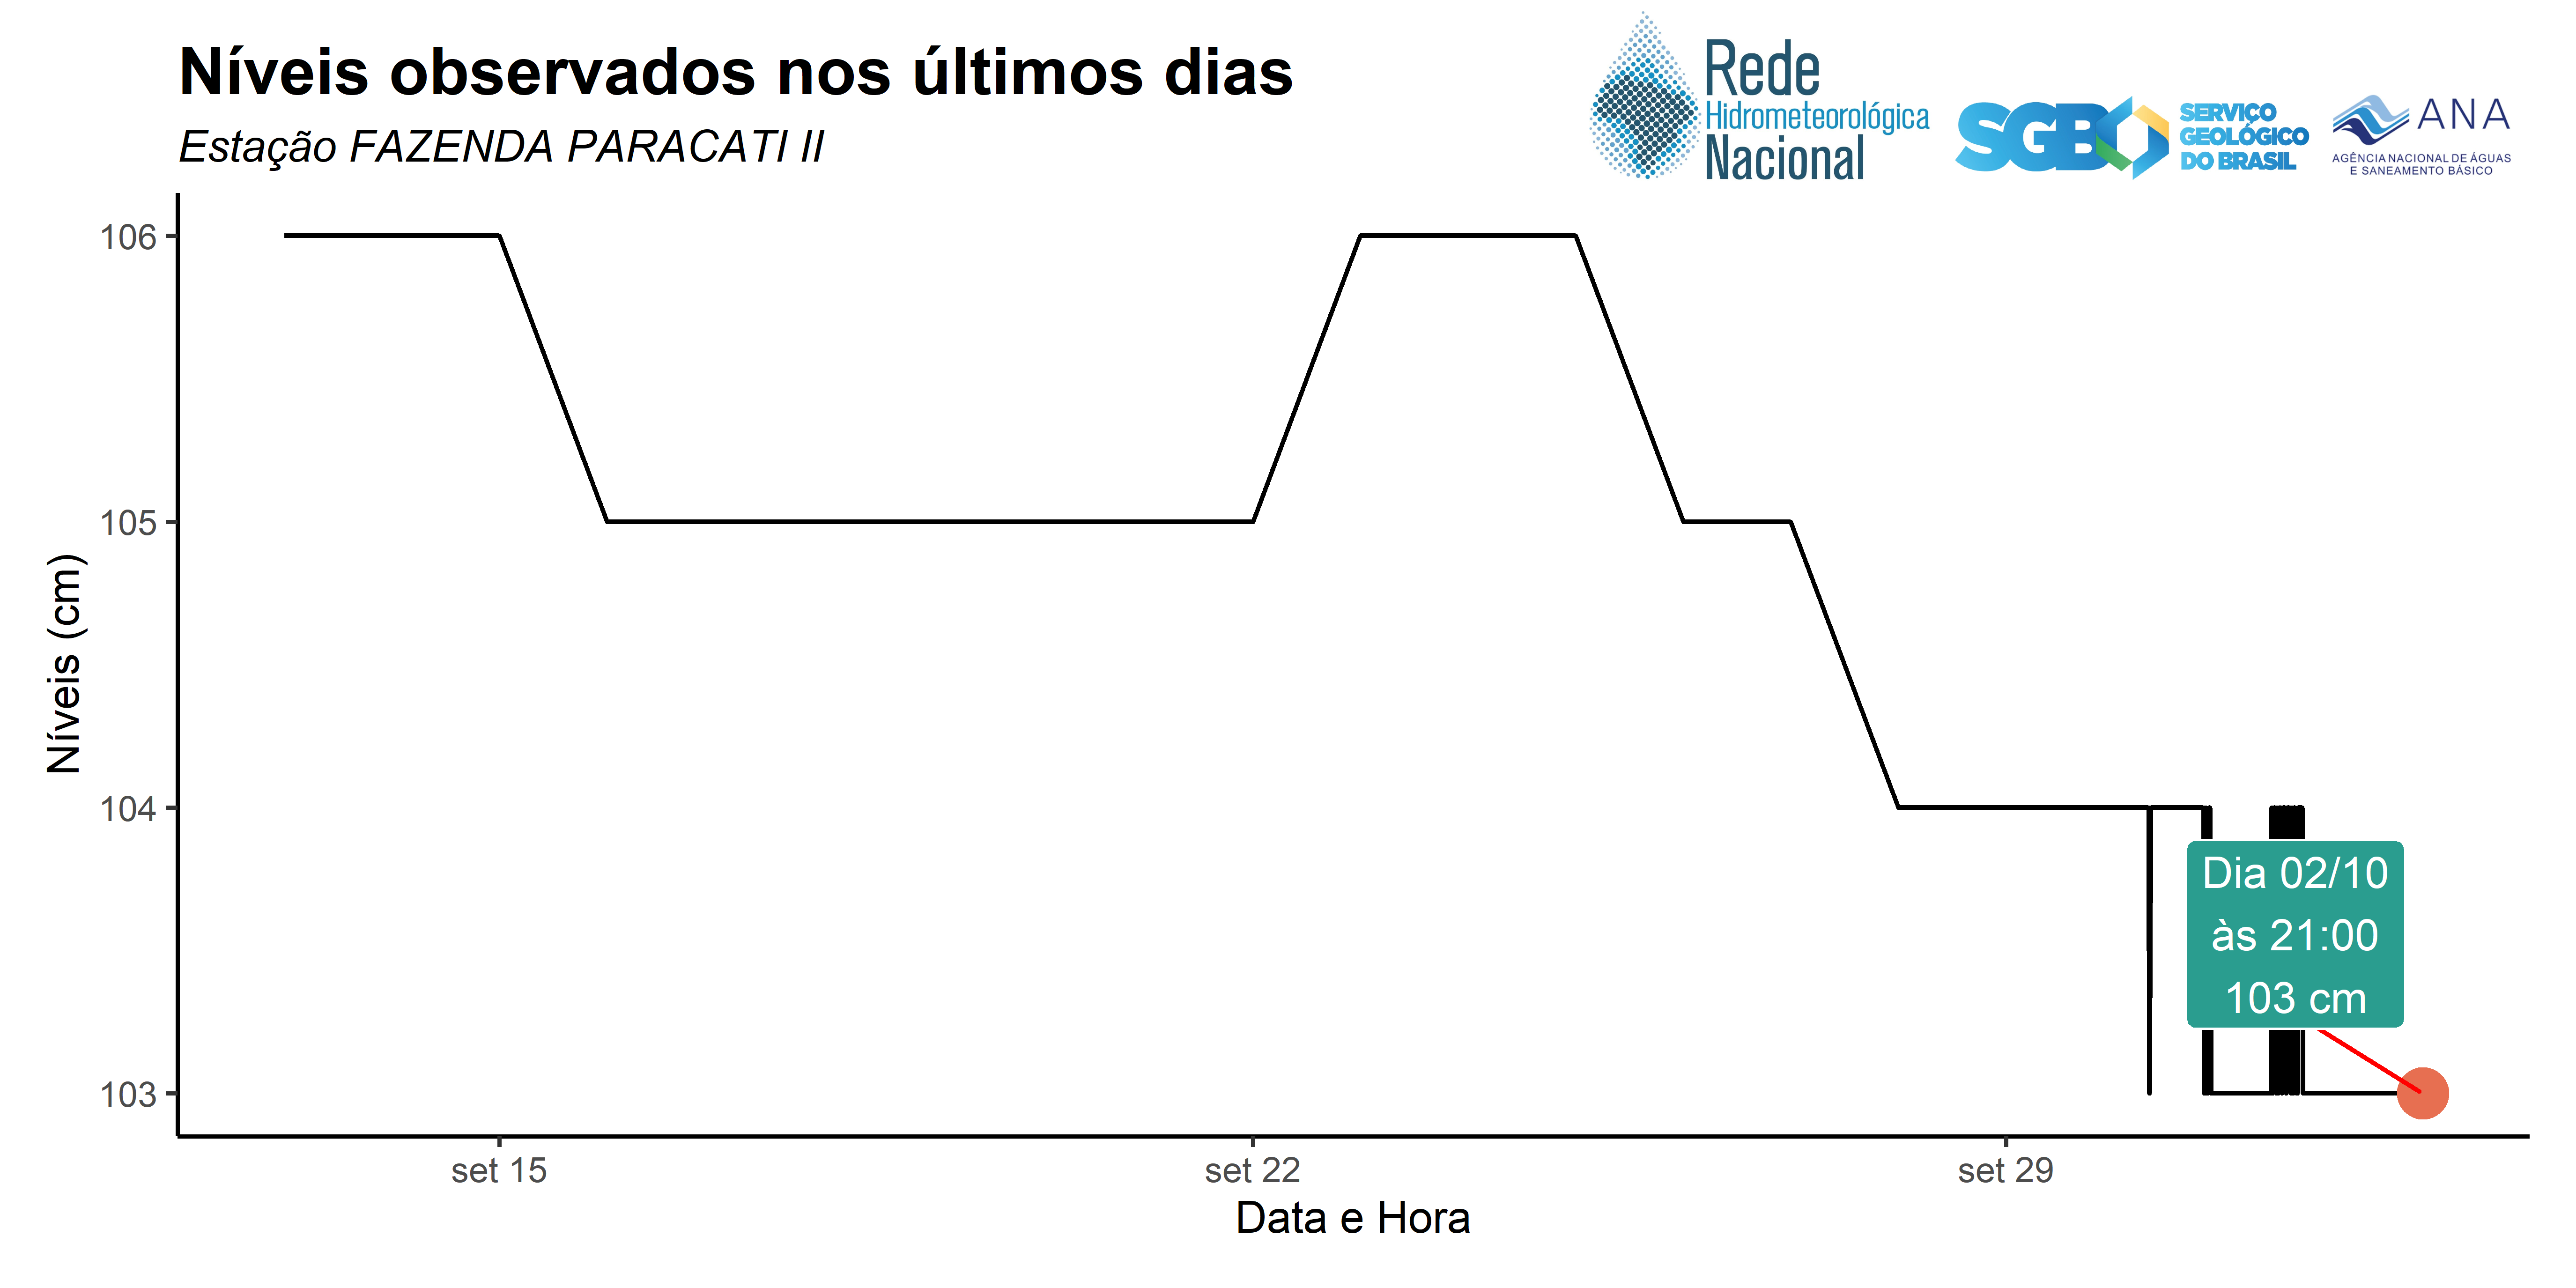 Níveis observados nos últimos dias
Estação FAZENDA PARACATI II
Rede
Hidrometeorológica
Nacional
SGB
SERVIÇO
GEOLÓGICO
DO BRASIL
ANA
AGÊNCIA NACIONAL DE ÁGUAS
E SANEAMENTO BÁSICO
Níveis (cm)
106
105
104
103
Dia 02/10
às 21:00
103 cm
set 15
set 22
set 29
Data e Hora